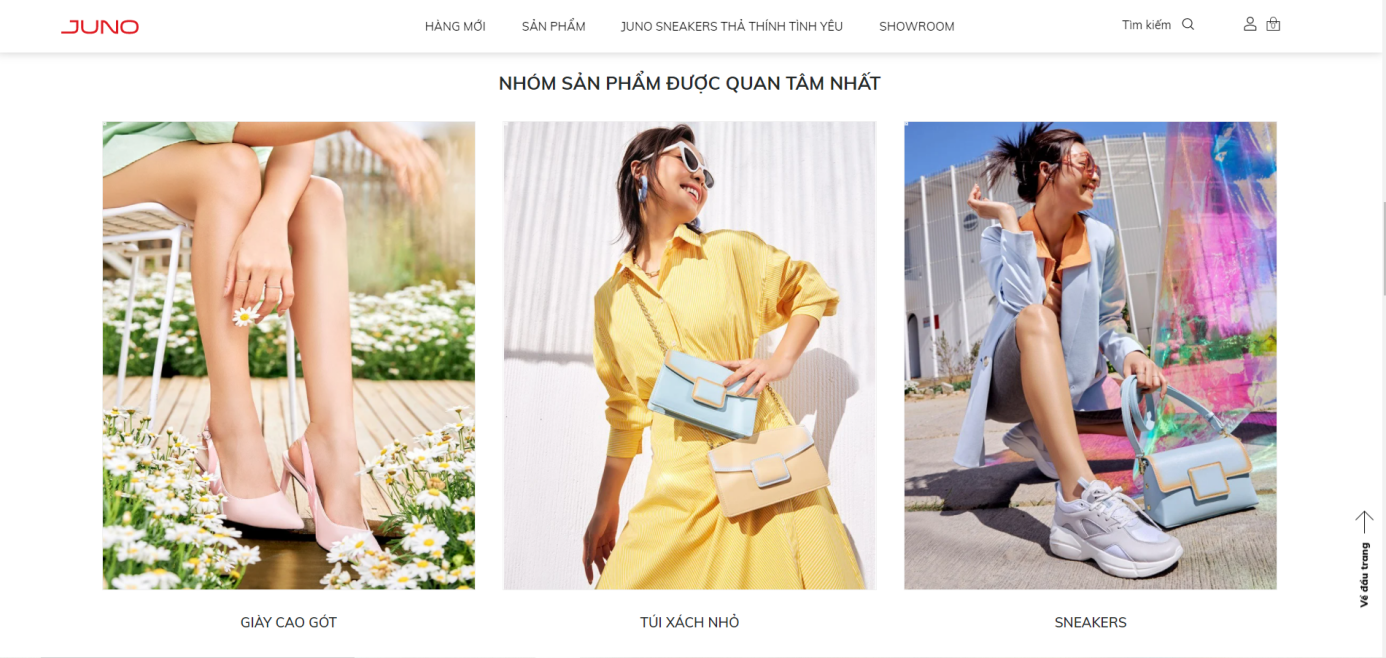 JUNO
HÀNG MỚI
SẢN PHẨM
JUNO SNEAKERS THẢ THÍNH TÌNH YÊU
SHOWROOM
Tìm kiếm
0
NHÓM SẢN PHẨM ĐƯỢC QUAN TÂM NHẤT
GIÀY CAO GÓT
TÚI XÁCH NHỎ
SNEAKERS
Về đầu trang